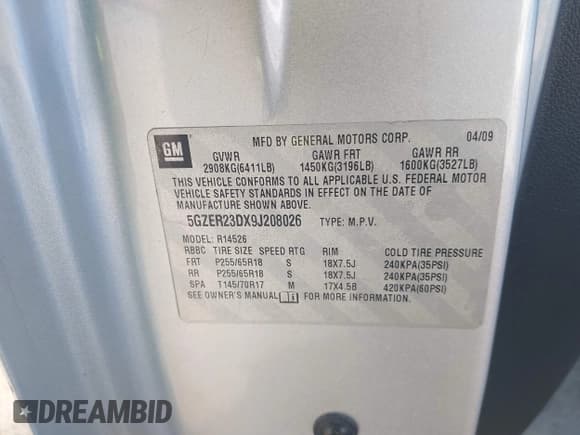 GM
MFD BY GENERAL MOTORS CORP. 04/09
GVWR GAWR FRT GAWR RR
2908KG(6411LB) 1450KG(3196LB) 1600KG(3527LB)
THIS VEHICLE CONFORMS TO ALL APPLICABLE U.S. FEDERAL MOTOR
VEHICLE SAFETY STANDARDS IN EFFECT ON THE DATE OF
MANUFACTURE SHOWN ABOVE.
5GZER23DX9J208026 TYPE: M.P.V.
MODEL: R14526
RBBC TIRE SIZE SPEED RTG RIM COLD TIRE PRESSURE
FRT P255/65R18 S 18X7.5J 240KPA(35PSI)
RR P255/65R18 S 18X7.5J 240KPA(35PSI)
SPA T145/70R17 M 17X4.5B 420KPA(60PSI)
SEE OWNER'S MANUAL FOR MORE INFORMATION.
DREAMBID